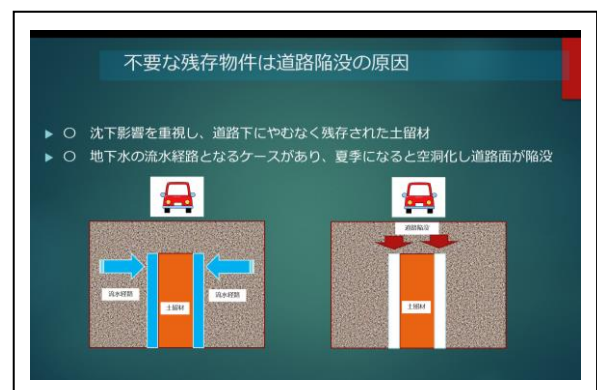 不要な残存物件は道路陥没の原因
〇 沈下影響を重視し、道路下にやむなく残存された土留材
〇 地下水の流水経路となるケースがあり、夏季になると空洞化し道路面が陥没
流水経路
土留材
流水経路
道路陥没
土留材